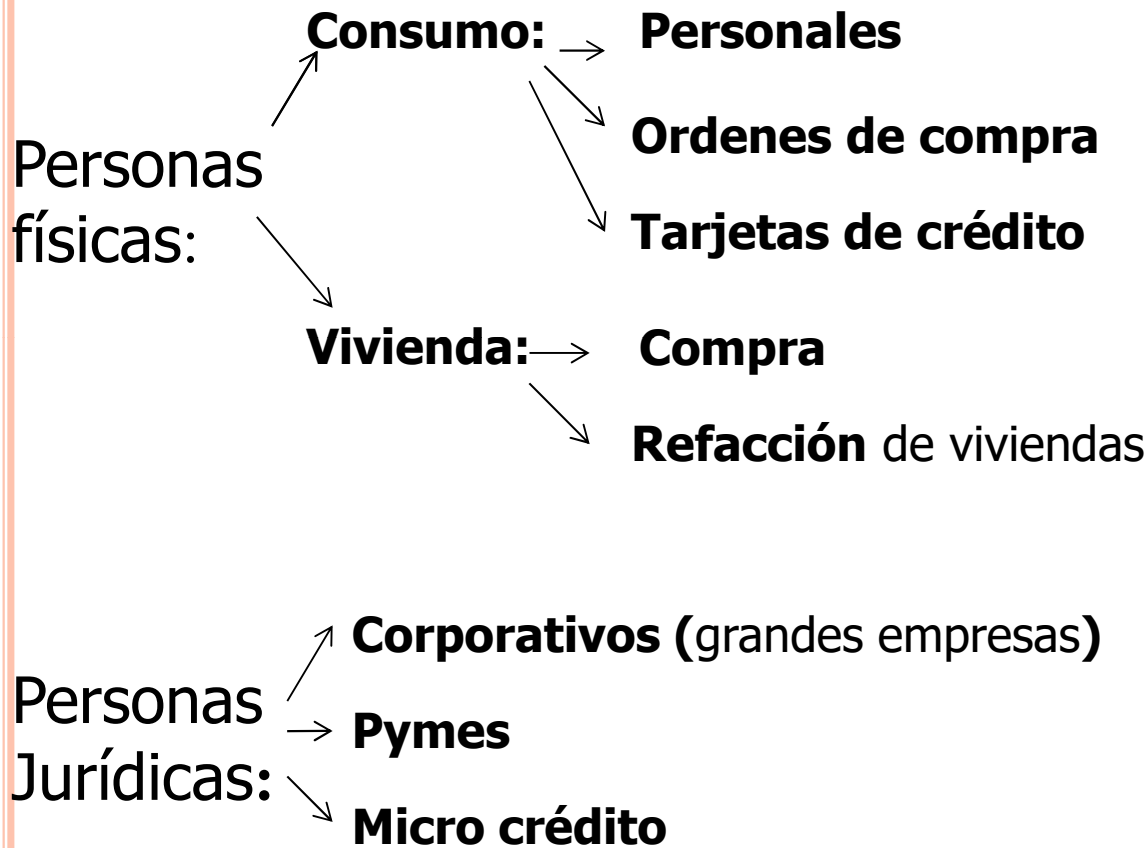 Consumo: Personales
Ordenes de compra
Personas
físicas:
Tarjetas de crédito
Vivienda: Compra
Refacción de viviendas
Corporativos (grandes empresas)
Personas
Jurídicas:
Pymes
Micro crédito